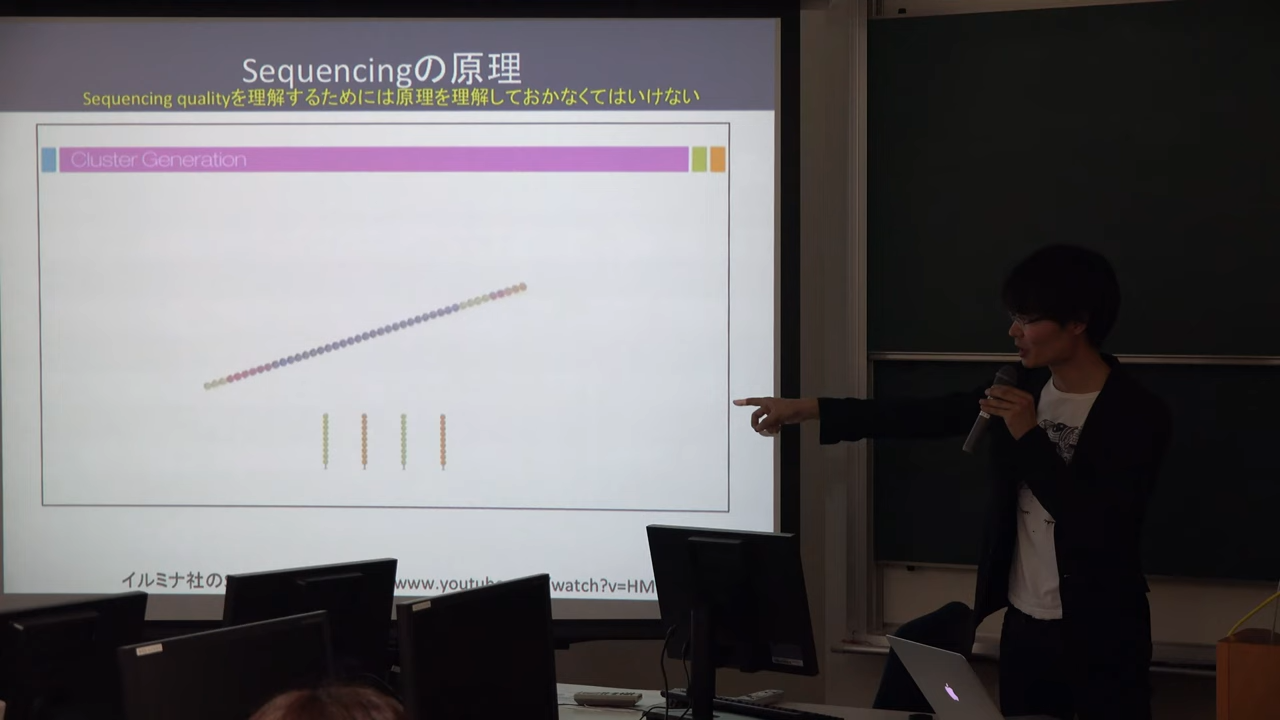 Sequencingの原理
Sequencing qualityを理解するためには原理を理解しておかなくてはいけない
Cluster Generation
イルミナ社の
www.youtube watch?v=HM